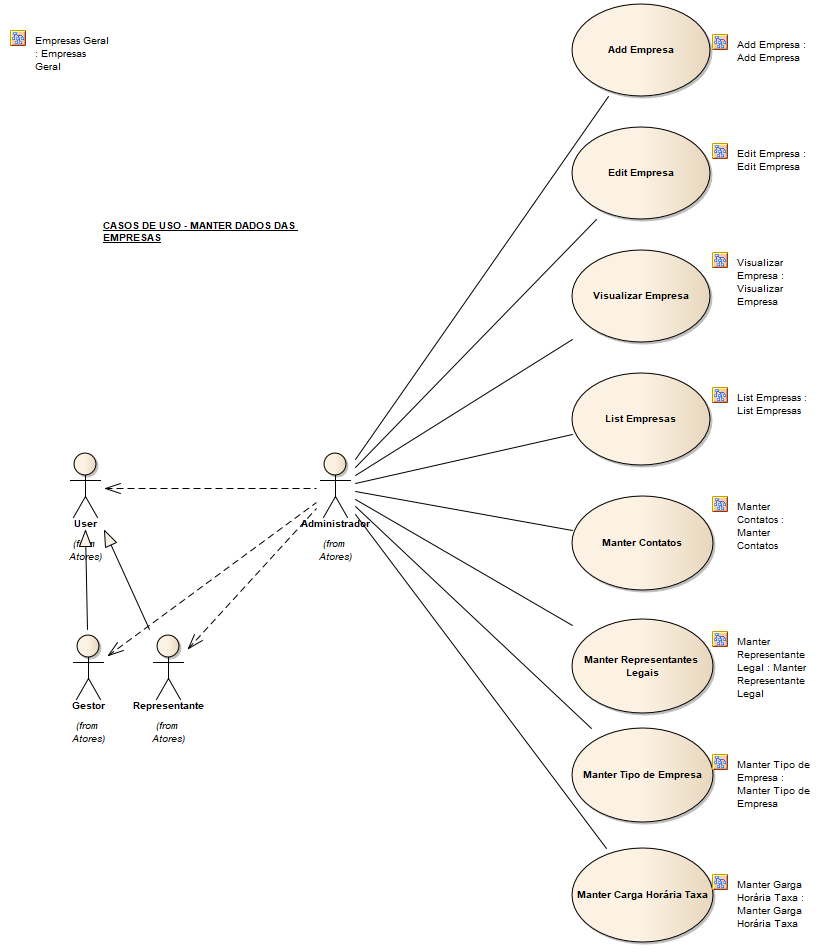 Empresas Geral
: Empresas
Geral
Add Empresa
Add Empresa :
Add Empresa
Edit Empresa
Edit Empresa :
Edit Empresa
CASOS DE USO - MANTER DADOS DAS
EMPRESAS
Visualizar Empresa
Visualizar
Empresa :
Visualizar
Empresa
List Empresas
List Empresas :
List Empresas
User
(from
Atores)
Administrador
(from
Atores)
Manter Contatos
Manter
Contatos :
Manter
Contatos
Manter Representantes
Legais
Manter
Representante
Legal : Manter
Representante
Legal
Gestor
(from
Atores)
Representante
(from
Atores)
Manter Tipo de Empresa
Manter Tipo de
Empresa :
Manter Tipo de
Empresa
Manter Carga Horária Taxa
Manter Garga
Horária Taxa :
Manter Garga
Horária Taxa